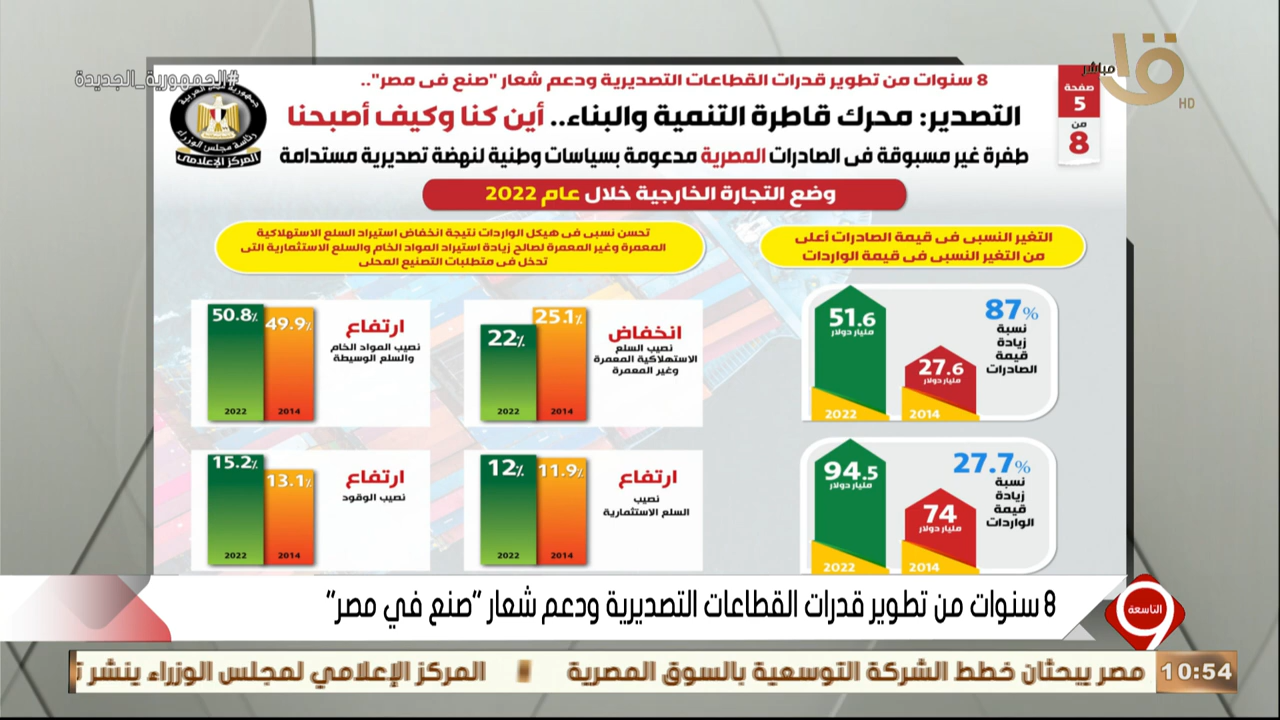 #الجمهورية_الجديدة
مباشر
HD
صفحة
5
من
8
8 سنوات من تطوير قدرات القطاعات التصديرية ودعم شعار "صنع فى مصر"..
التصدير: محرك قاطرة التنمية والبناء.. أين كنا وكيف أصبحنا
طفرة غير مسبوقة فى الصادرات المصرية مدعومة بسياسات وطنية لنهضة تصديرية مستدامة
جمهورية مصر العربية
رئاسة مجلس الوزراء
المركز الإعلامي
وضع التجارة الخارجية خلال عام 2022
التغير النسبى فى قيمة الصادرات أعلى
من التغير النسبى فى قيمة الواردات
87%
نسبة
زيادة
قيمة
الصادرات
27.6
مليار دولار
2014
51.6
مليار دولار
2022
27.7%
نسبة
زيادة
قيمة
الواردات
74
مليار دولار
2014
94.5
مليار دولار
2022
تحسن نسبى فى هيكل الواردات نتيجة انخفاض استيراد السلع الاستهلاكية
المعمرة وغير المعمرة لصالح زيادة استيراد المواد الخام والسلع الاستثمارية التى
تدخل فى متطلبات التصنيع المحلى
انخفاض
نصيب السلع
الاستهلاكية المعمرة
وغير المعمرة
25.1%
2014
22%
2022
ارتفاع
نصيب المواد الخام
والسلع الوسيطة
49.9%
2014
50.8%
2022
ارتفاع
نصيب
السلع الاستثمارية
11.9%
2014
12%
2022
ارتفاع
نصيب الوقود
13.1%
2014
15.2%
2022
التاسعة
9
8 سنوات من تطوير قدرات القطاعات التصديرية ودعم شعار "صنع في مصر"
10:54
مصر يبحثان خطط الشركة التوسعية بالسوق المصرية
المركز الإعلامي لمجلس الوزراء ينشر